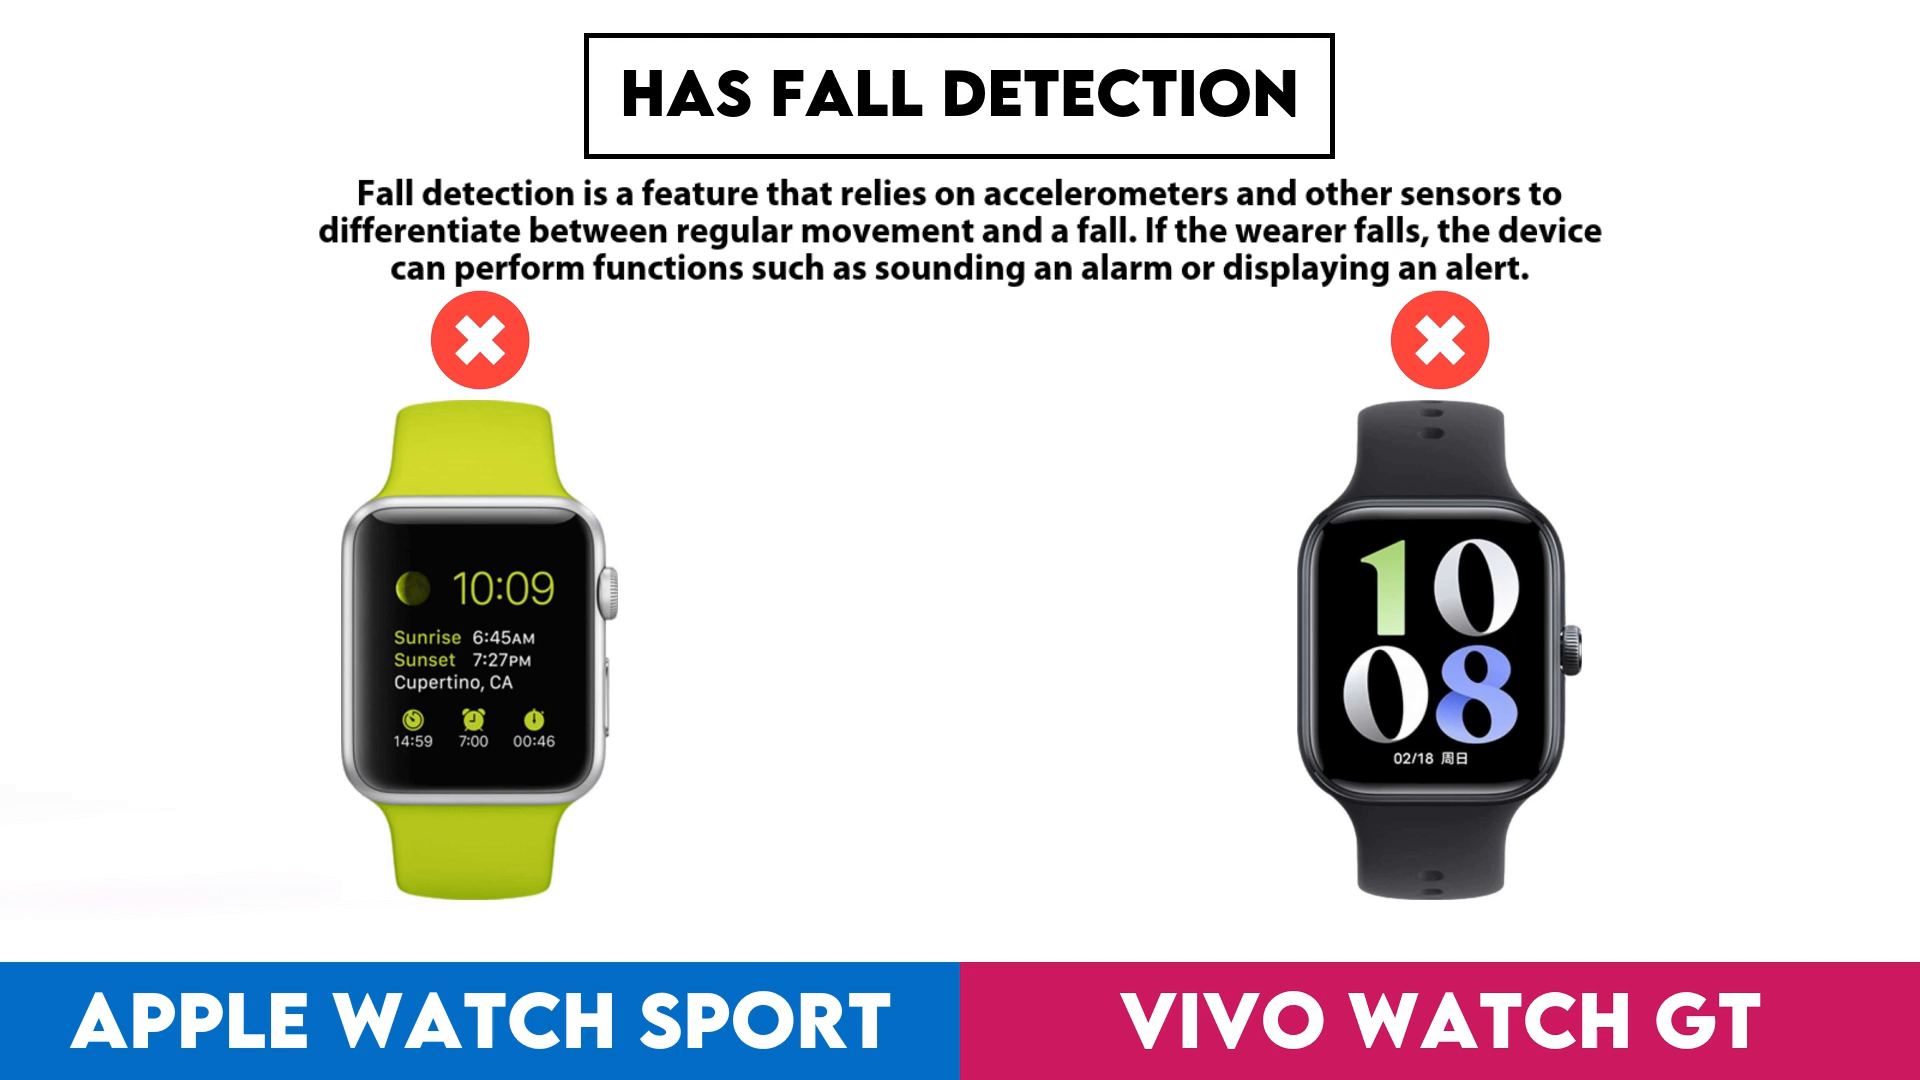 HAS FALL DETECTION
Fall detection is a feature that relies on accelerometers and other sensors to
differentiate between regular movement and a fall. If the wearer falls, the device
can perform functions such as sounding an alarm or displaying an alert.
10:09
Sunrise 6:45AM
Sunset 7:27PM
Cupertino, CA
14:59 7:00 00:46
10
08
02/18 周日
APPLE WATCH SPORT
VIVO WATCH GT